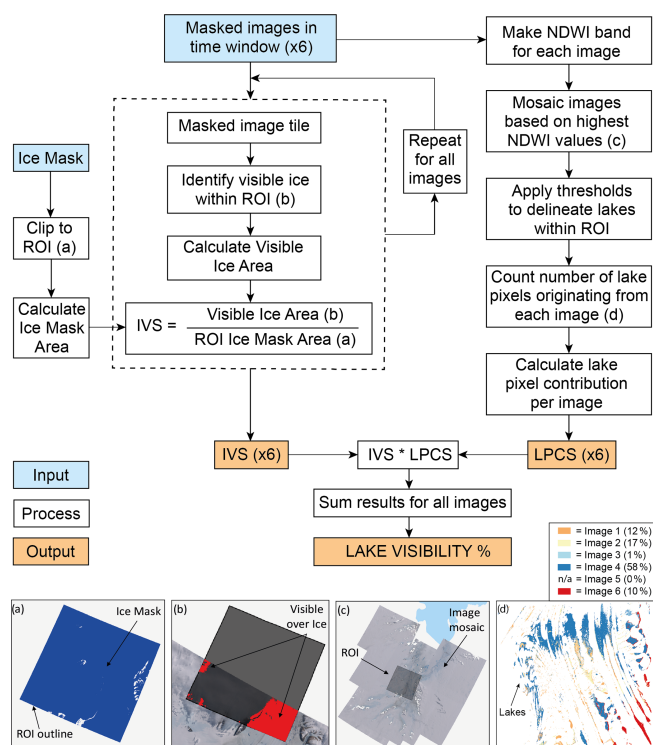 Masked images in
time window (x6)
Make NDWI band
for each image
Masked image tile
Repeat
for all
images
Mosaic images
based on highest
NDWI values (c)
Ice Mask
Identify visible ice
within ROI (b)
Apply thresholds
to delineate lakes
within ROI
Clip to
ROI (a)
Calculate Visible
Ice Area
Calculate
Ice Mask
Area
IVS =
Visible Ice Area (b)
ROI Ice Mask Area (a)
Count number of lake
pixels originating from
each image (d)
Calculate lake
pixel contribution
per image
IVS (x6)
IVS * LPCS
LPCS (x6)
Input
Process
Output
Sum results for all images
LAKE VISIBILITY %
= Image 1 (12%)
= Image 2 (17%)
= Image 3 (1%)
= Image 4 (58%)
n/a = Image 5 (0%)
= Image 6 (10%)
(a)
Ice Mask
ROI outline
(b)
Visible
over Ice
(c)
Image
mosaic
ROI
(d)
Lakes